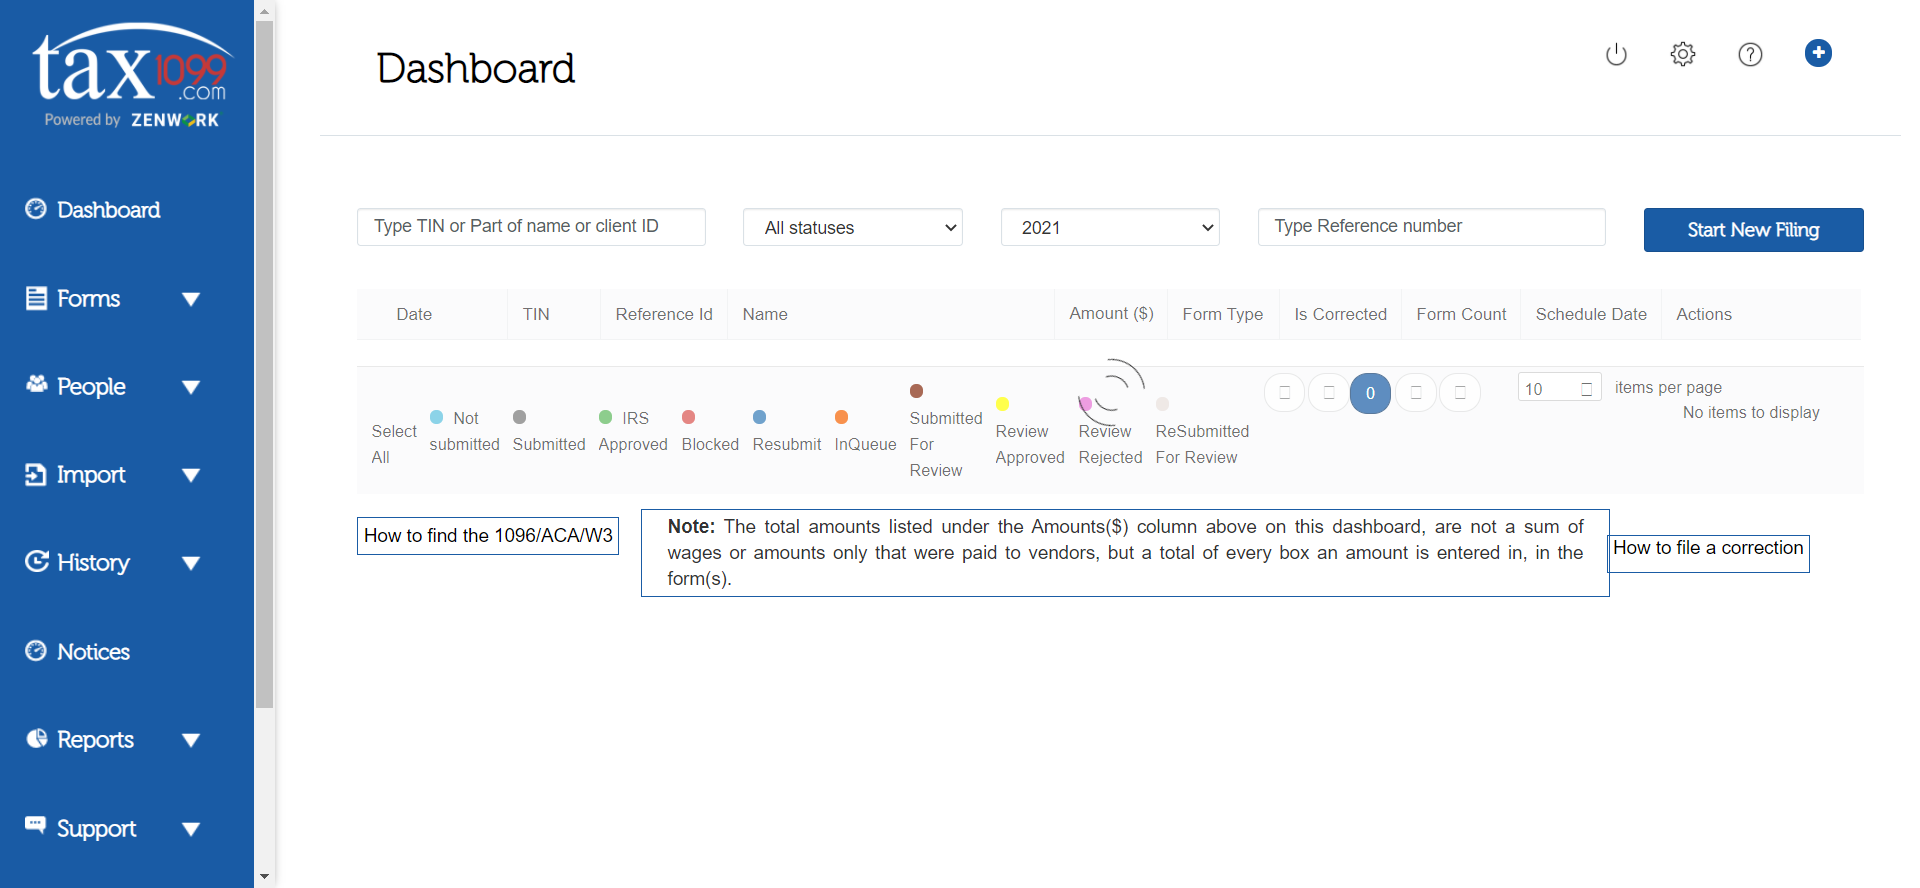 tax1099
.com
Powered by ZENWORK
Dashboard
Forms
People
Import
History
Notices
Reports
Support
Dashboard
Type TIN or Part of name or client ID
All statuses
2021
Type Reference number
Start New Filing
Date TIN Reference Id Name Amount ($) Form Type Is Corrected Form Count Schedule Date Actions
Select
All
Not
submitted
Submitted
IRS
Approved
Blocked
Resubmit
InQueue
Submitted
For
Review
Review
Approved
Review
Rejected
ReSubmitted
For Review
0
10
items per page
No items to display
How to find the 1096/ACA/W3
Note: The total amounts listed under the Amounts($) column above on this dashboard, are not a sum of
wages or amounts only that were paid to vendors, but a total of every box an amount is entered in, in the
form(s).
How to file a correction